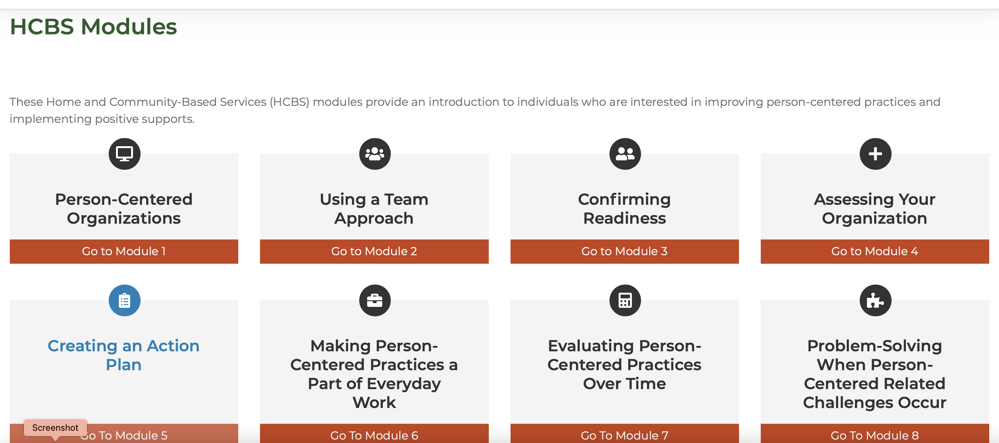 HCBS Modules
These Home and Community-Based Services (HCBS) modules provide an introduction to individuals who are interested in improving person-centered practices and
implementing positive supports.
Person-Centered
Organizations
Go to Module 1
Using a Team
Approach
Go to Module 2
Confirming
Readiness
Go to Module 3
Assessing Your
Organization
Go to Module 4
Creating an Action
Plan
Go To Module 5
Screenshot
Making Person-
Centered Practices a
Part of Everyday
Work
Go To Module 6
Evaluating Person-
Centered Practices
Over Time
Go To Module 7
Problem-Solving
When Person-
Centered Related
Challenges Occur
Go To Module 8